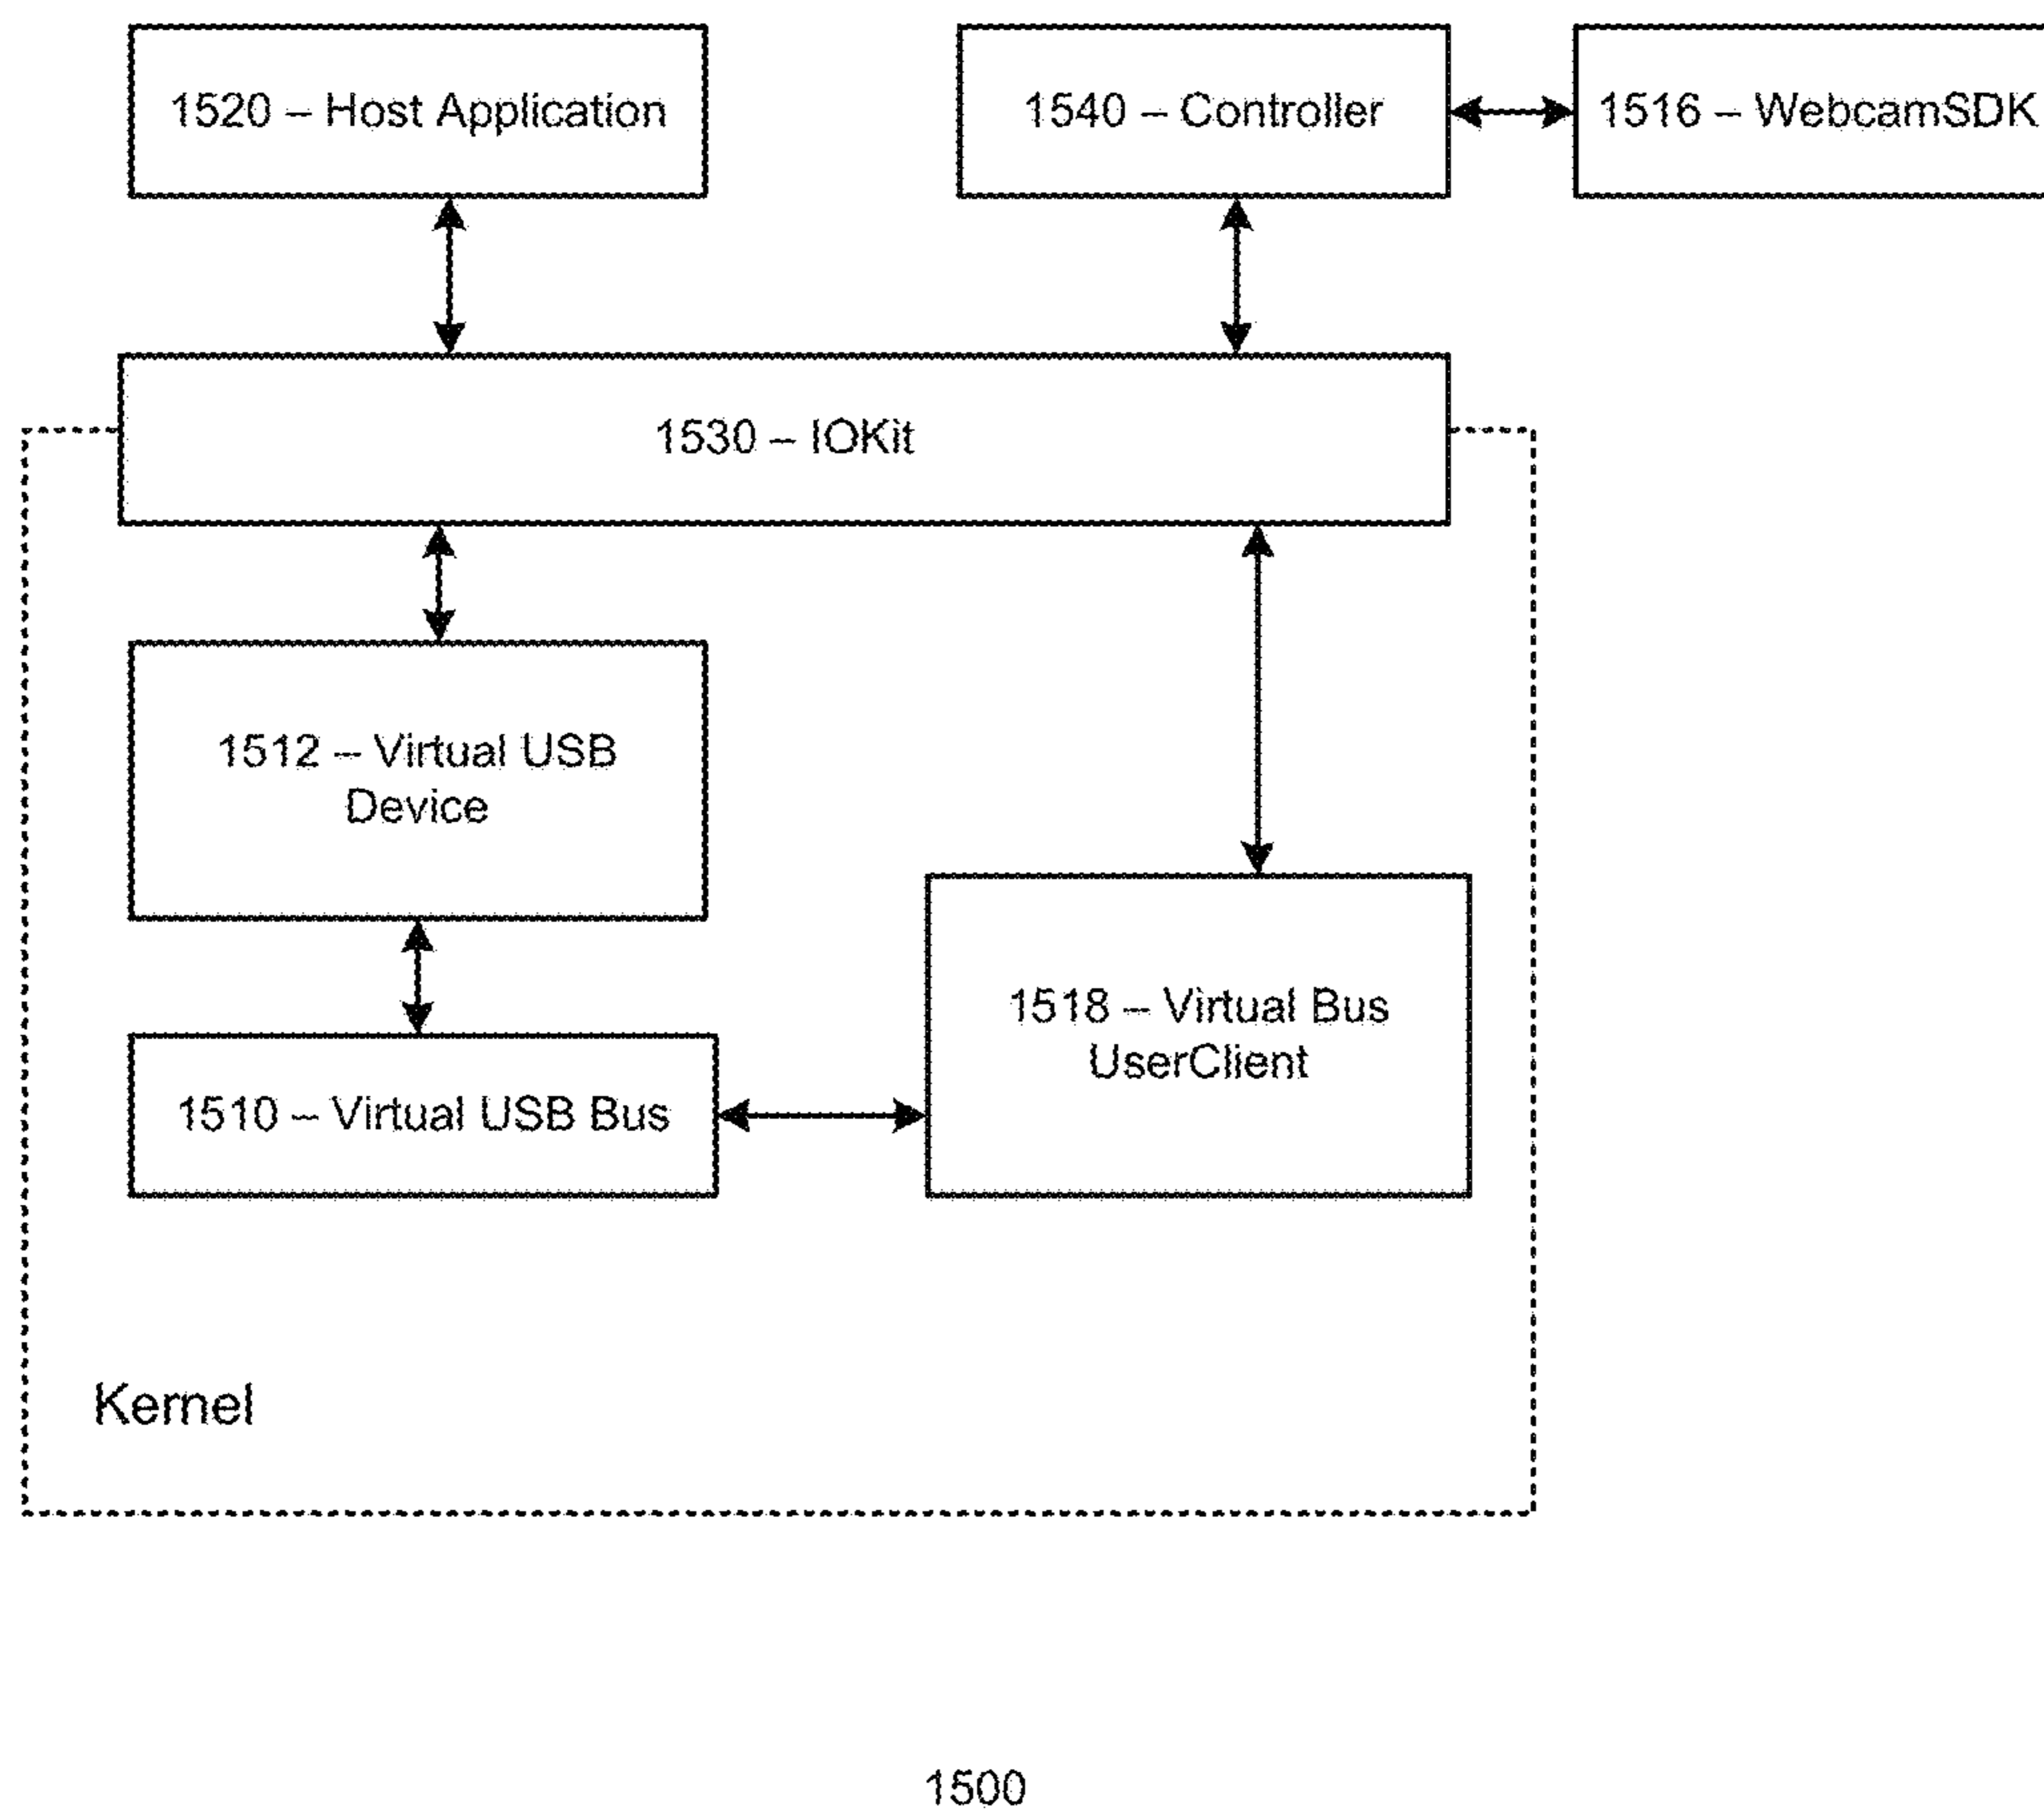 1520 – Host Application
1540 – Controller
1516 – WebcamSDK
1530 – IOKit
1512 – Virtual USB
Device
1518 – Virtual Bus
UserClient
1510 – Virtual USB Bus
Kernel
1500